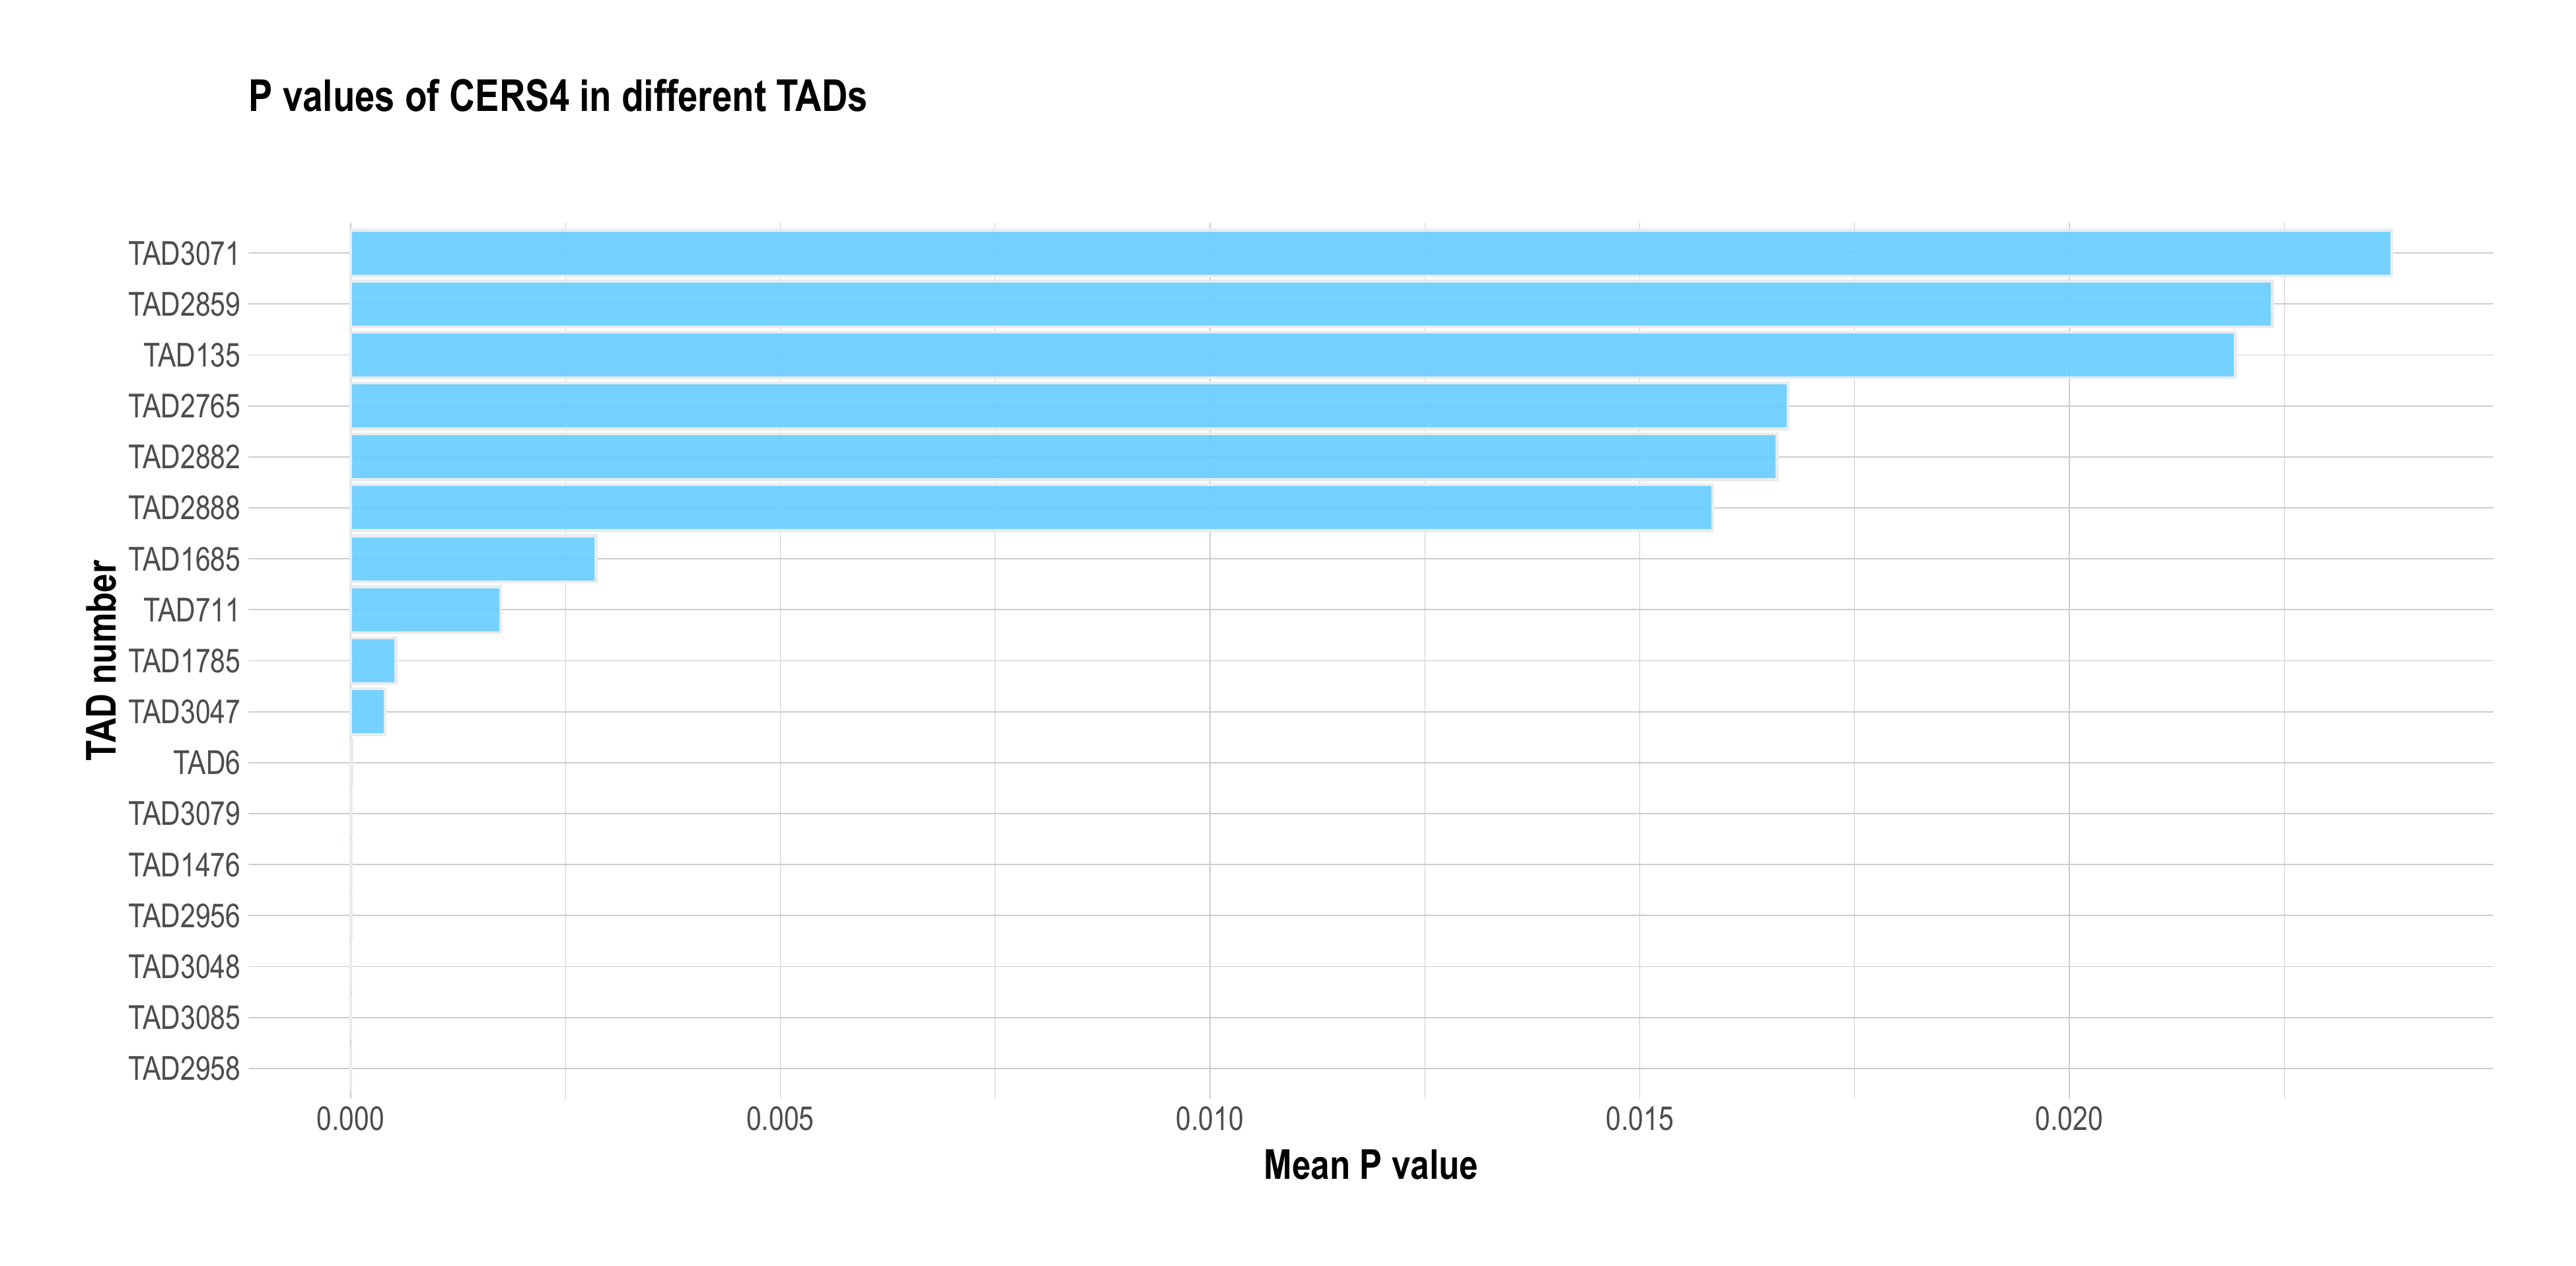 P values of CERS4 in different TADs
TAD number
TAD3071
TAD2859
TAD135
TAD2765
TAD2882
TAD2888
TAD1685
TAD711
TAD1785
TAD3047
TAD6
TAD3079
TAD1476
TAD2956
TAD3048
TAD3085
TAD2958
0.000 0.005 0.010 0.015 0.020
Mean P value